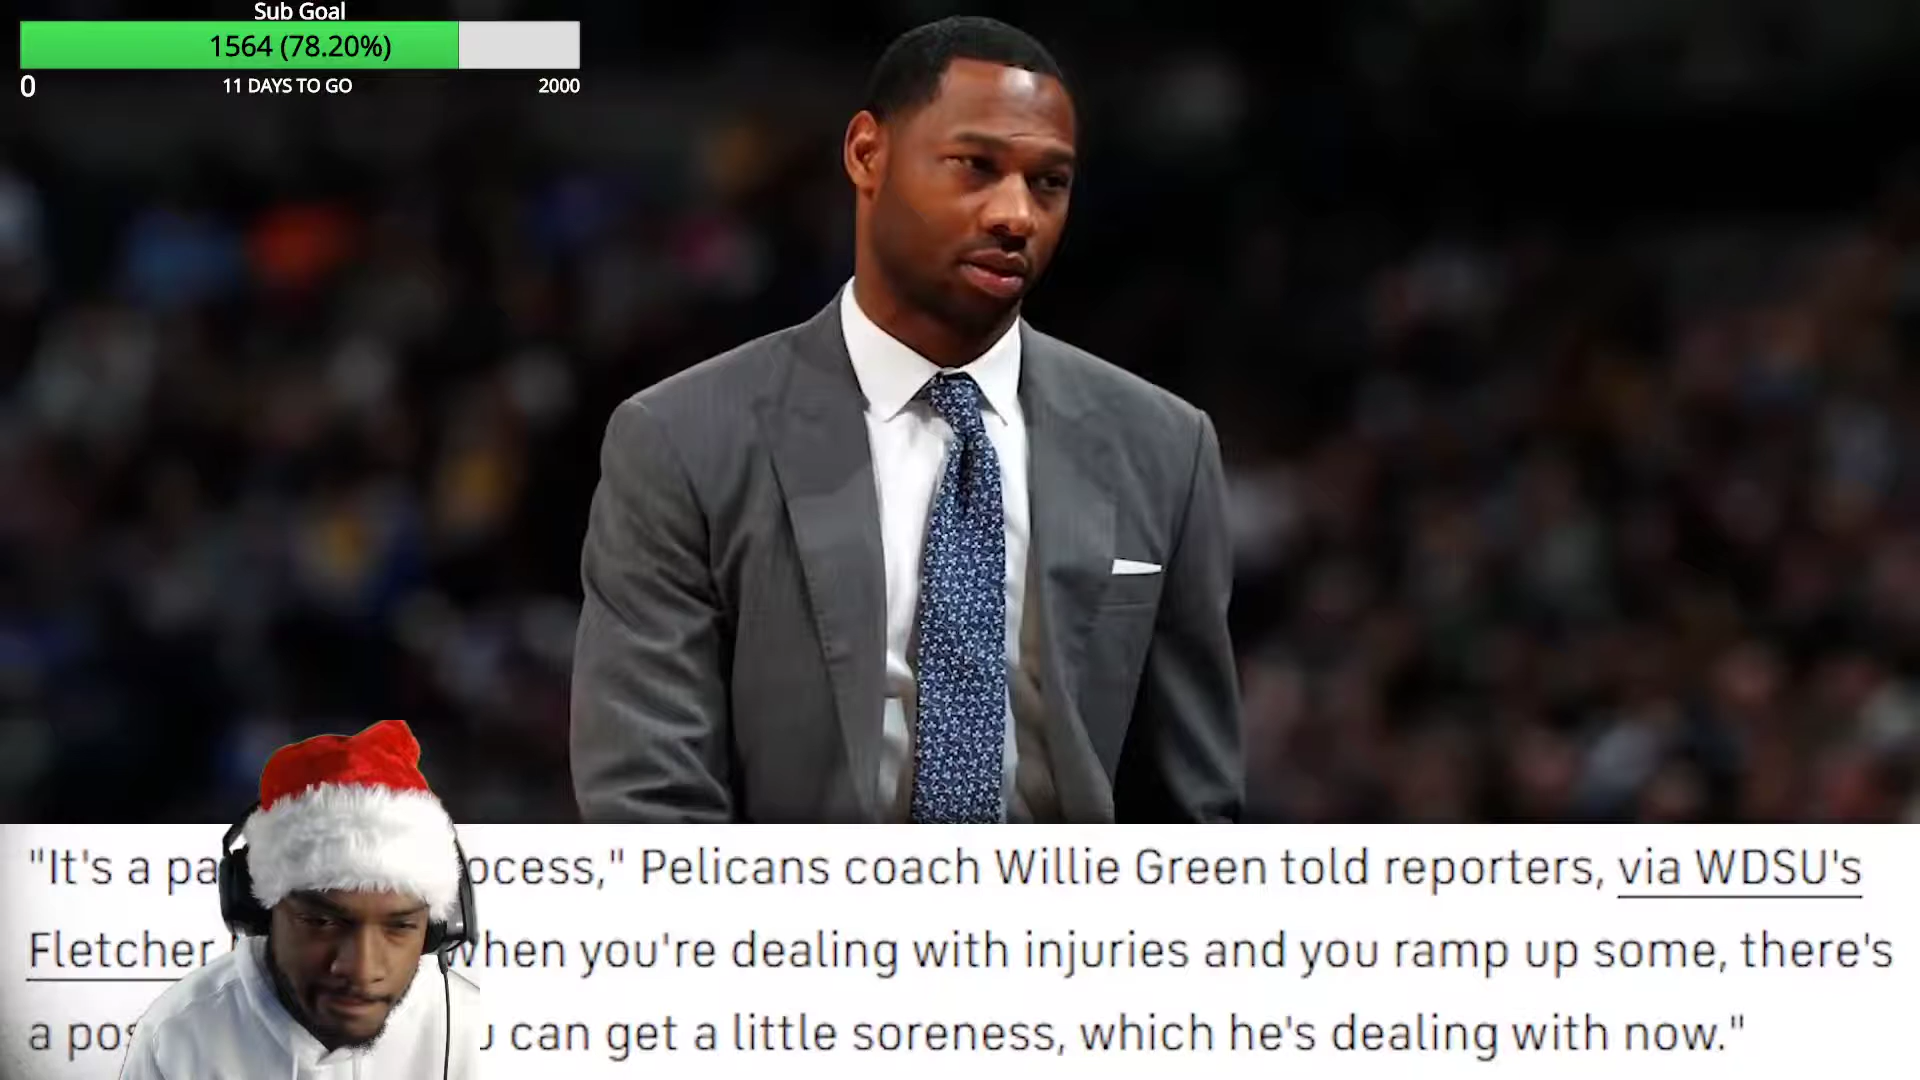 Sub Goal
1564 (78.20%)
0 11 DAYS TO GO 2000
"It's a pa ocess," Pelicans coach Willie Green told reporters, via WDSU's
Fletcher when you're dealing with injuries and you ramp up some, there's
a pos can get a little soreness, which he's dealing with now."